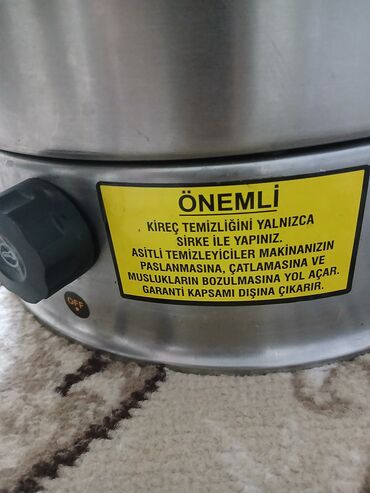 ÖNEMLİ
KİREÇ TEMİZLİĞİNİ YALNIZCA
SİRKE İLE YAPINIZ.
ASİTLİ TEMİZLEYİCİLER MAKİNANIZIN
PASLANMASINA, ÇATLAMASINA VE
MUSLUKLARIN BOZULMASINA YOL AÇAR.
GARANTİ KAPSAMI DIŞINA ÇIKARIR.
OFF